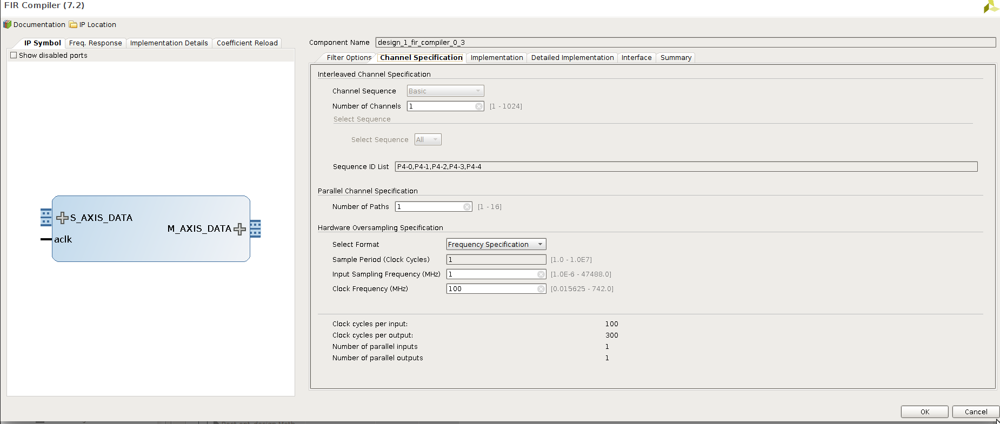 FIR Compiler (7.2)
Documentation IP Location
IP Symbol Freq. Response Implementation Details Coefficient Reload
Show disabled ports
S_AXIS_DATA
M_AXIS_DATA
aclk
Component Name design_1_fir_compiler_0_3
Filter Options Channel Specification Implementation Detailed Implementation Interface Summary
Interleaved Channel Specification
Channel Sequence Basic
Number of Channels 1 [1 - 1024]
Select Sequence
Select Sequence All
Sequence ID List P4-0,P4-1,P4-2,P4-3,P4-4
Parallel Channel Specification
Number of Paths 1 [1 - 16]
Hardware Oversampling Specification
Select Format Frequency Specification
Sample Period (Clock Cycles) 1 [1.0 - 1.0E7]
Input Sampling Frequency (MHz) 1 [1.0E-6 - 47488.0]
Clock Frequency (MHz) 100 [0.015625 - 742.0]
Clock cycles per input: 100
Clock cycles per output: 300
Number of parallel inputs 1
Number of parallel outputs 1
OK Cancel